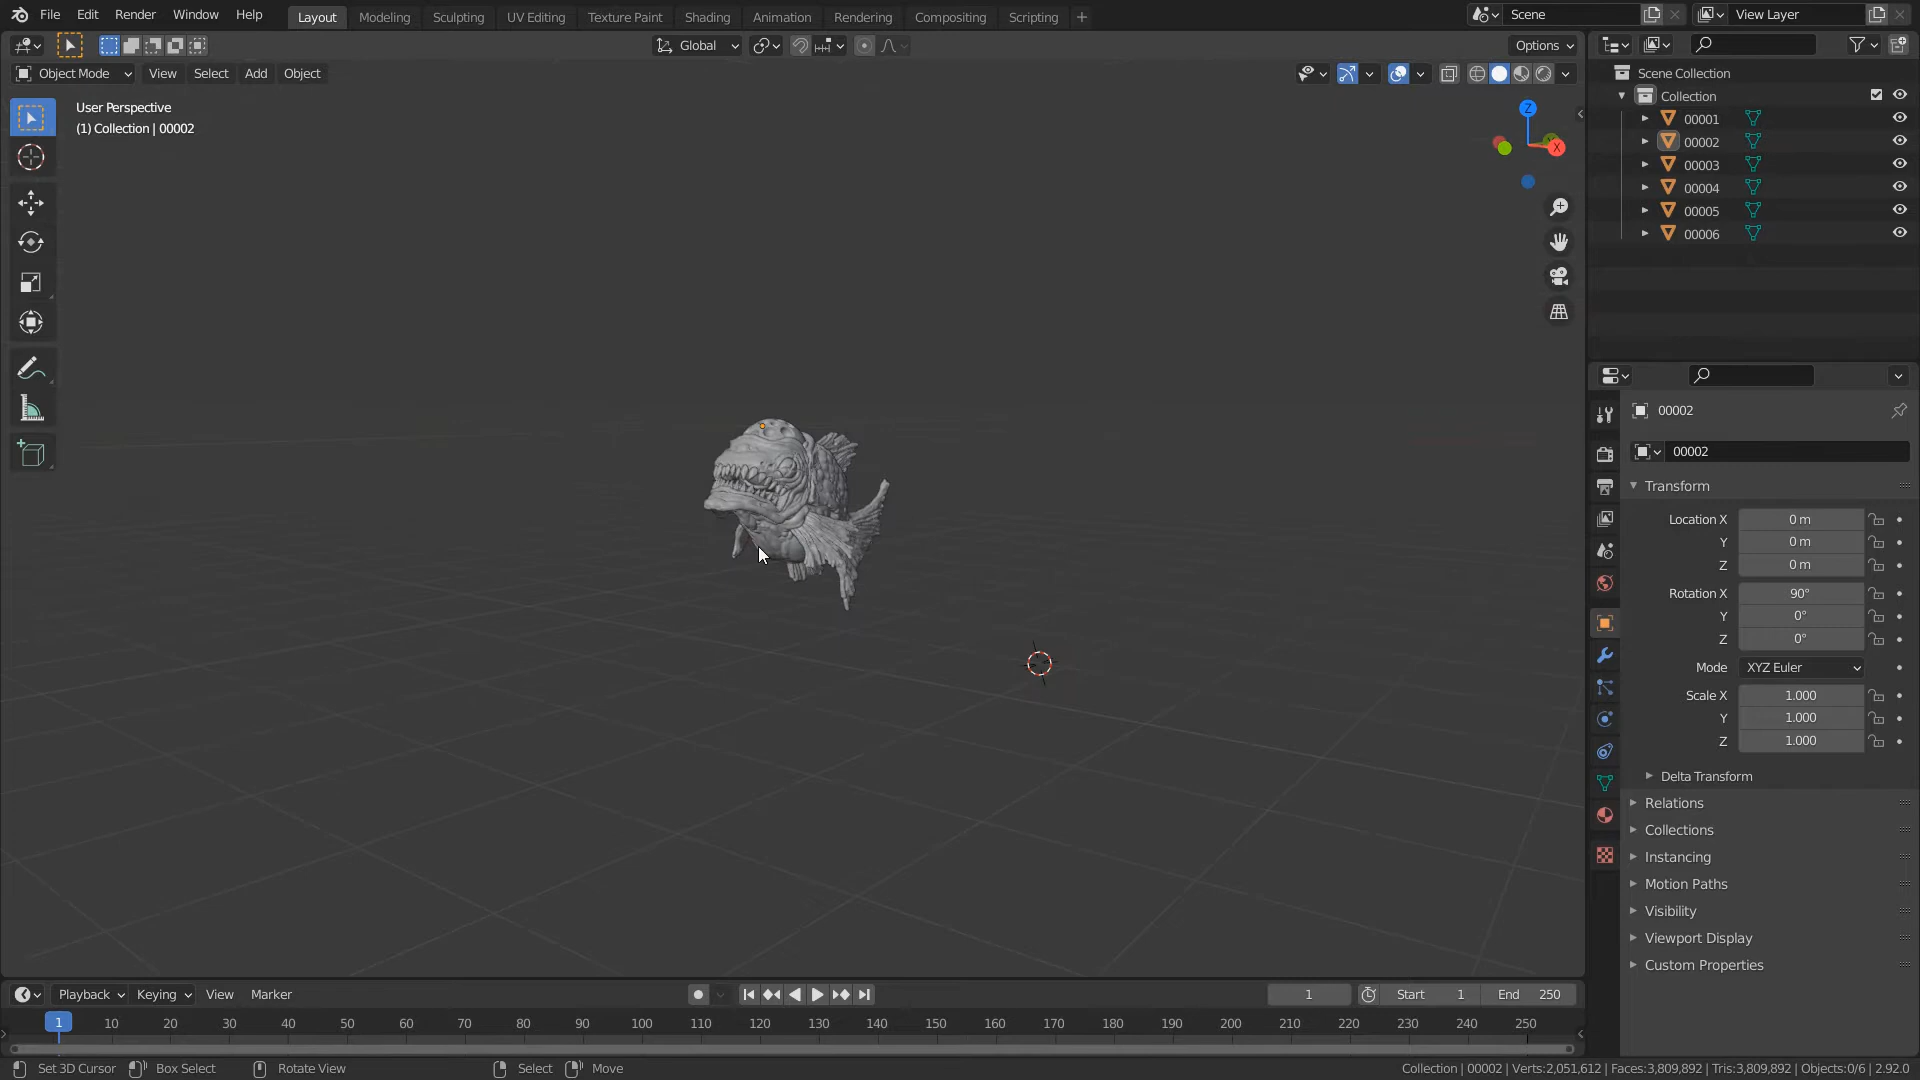 File Edit Render Window Help Layout Modeling Sculpting UV Editing Texture Paint Shading Animation Rendering Compositing Scripting + Scene View Layer
Global Options
Object Mode View Select Add Object
User Perspective
(1) Collection | 00002
Z
X
Scene Collection
Collection
00001
00002
00003
00004
00005
00006
00002
00002
Transform
Location X 0 m
Y 0 m
Z 0 m
Rotation X 90°
Y 0°
Z 0°
Mode XYZ Euler
Scale X 1.000
Y 1.000
Z 1.000
Delta Transform
Relations
Collections
Instancing
Motion Paths
Visibility
Viewport Display
Custom Properties
Playback Keying View Marker 1 Start 1 End 250
1 10 20 30 40 50 60 70 80 90 100 110 120 130 140 150 160 170 180 190 200 210 220 230 240 250
Set 3D Cursor Box Select Rotate View Select Move Collection | 00002 | Verts:2,051,612 | Faces:3,809,892 | Tris:3,809,892 | Objects:0/6 | 2.92.0